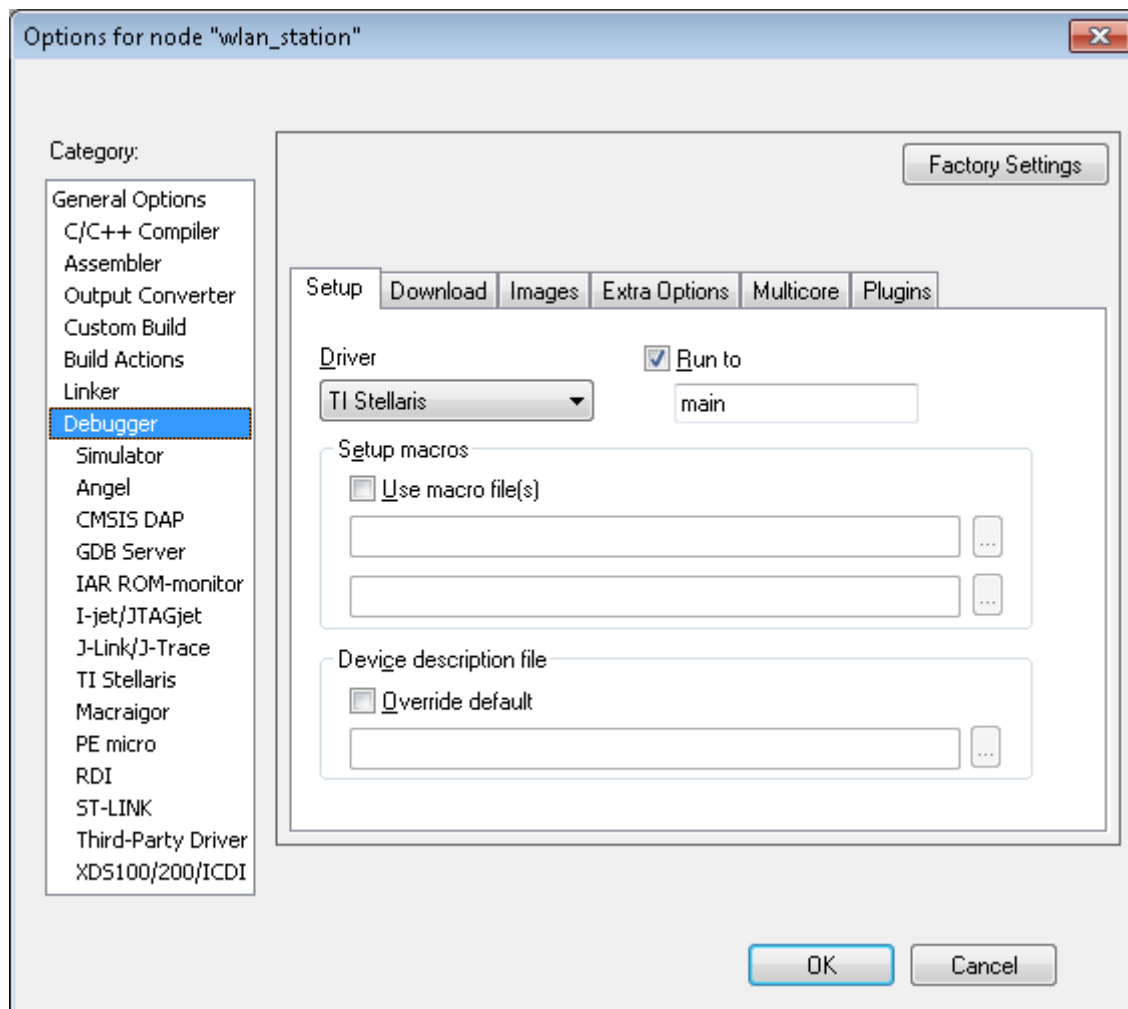 Options for node "wlan_station"
Category:
General Options
C/C++ Compiler
Assembler
Output Converter
Custom Build
Build Actions
Linker
Debugger
Simulator
Angel
CMSIS DAP
GDB Server
IAR ROM-monitor
I-jet/JTAGjet
J-Link/J-Trace
TI Stellaris
Macraigor
PE micro
RDI
ST-LINK
Third-Party Driver
XDS100/200/ICDI
Factory Settings
Setup Download Images Extra Options Multicore Plugins
Driver Run to
TI Stellaris main
Setup macros
Use macro file(s)
...
...
Device description file
Override default
...
OK Cancel